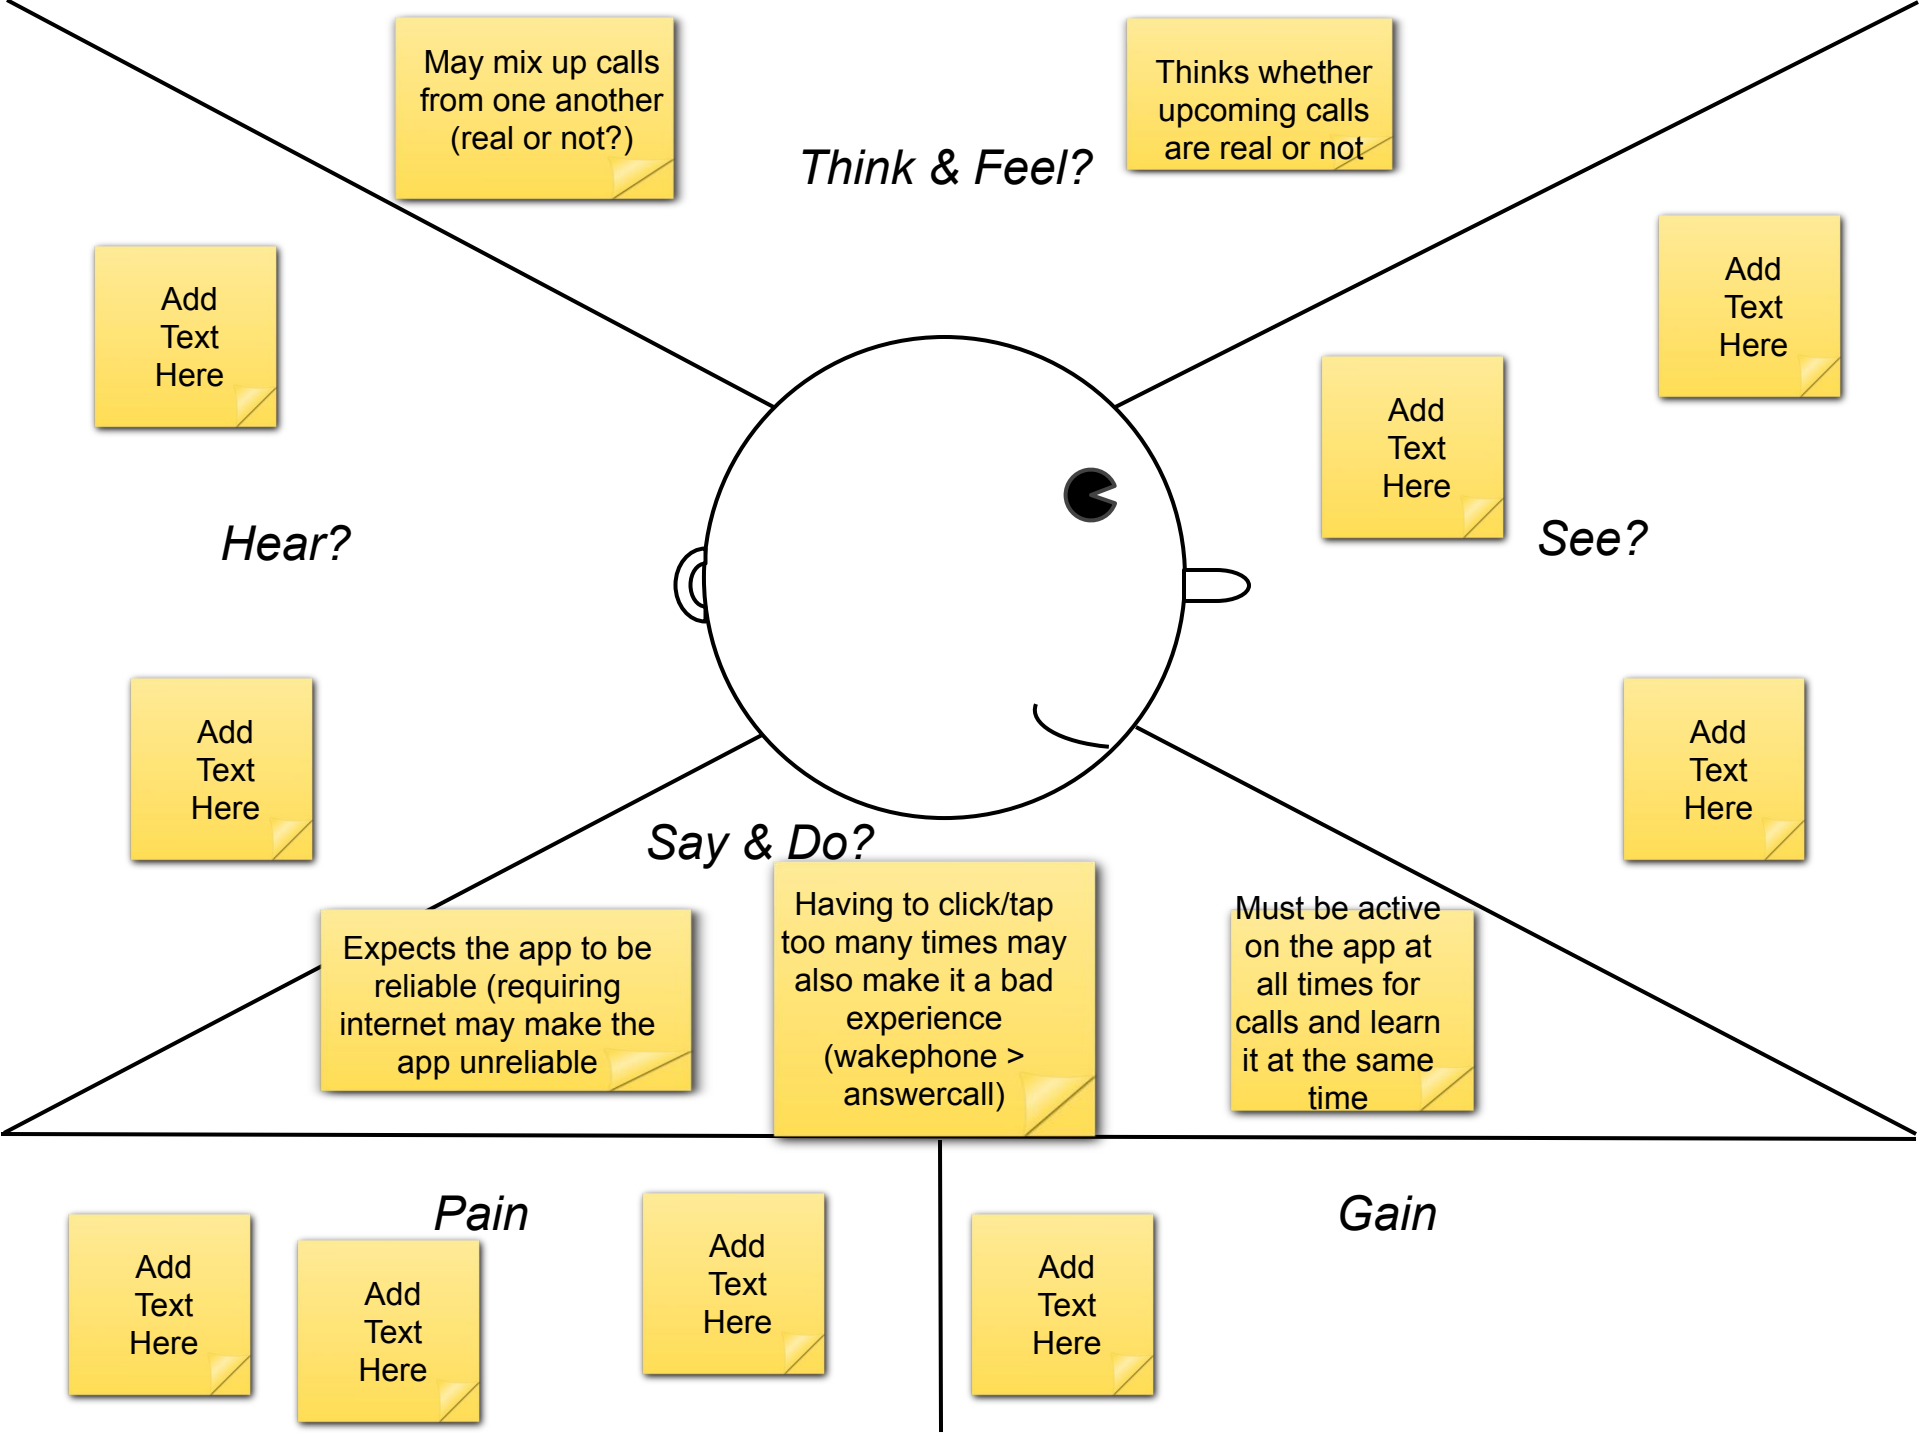 May mix up calls
from one another
(real or not?)
Thinks whether
upcoming calls
are real or not
Think & Feel?
Add
Text
Here
Add
Text
Here
Add
Text
Here
Hear?
See?
Add
Text
Here
Add
Text
Here
Say & Do?
Expects the app to be
reliable (requiring
internet may make the
app unreliable
Having to click/tap
too many times may
also make it a bad
experience
(wakephone >
answercall)
Must be active
on the app at
all times for
calls and learn
it at the same
time
Pain
Gain
Add
Text
Here
Add
Text
Here
Add
Text
Here
Add
Text
Here